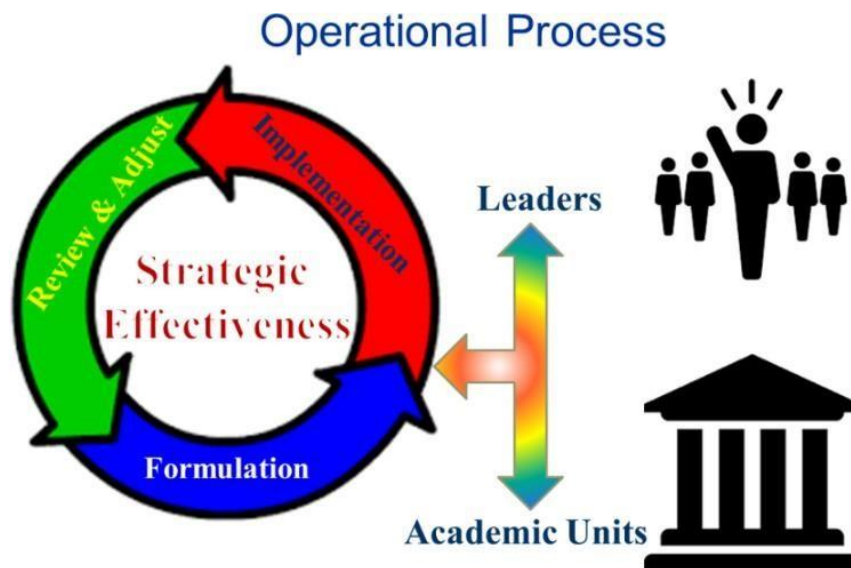 Operational Process
Review & Adjust
Implementation
Strategic
Effectiveness
Formulation
Leaders
Academic Units